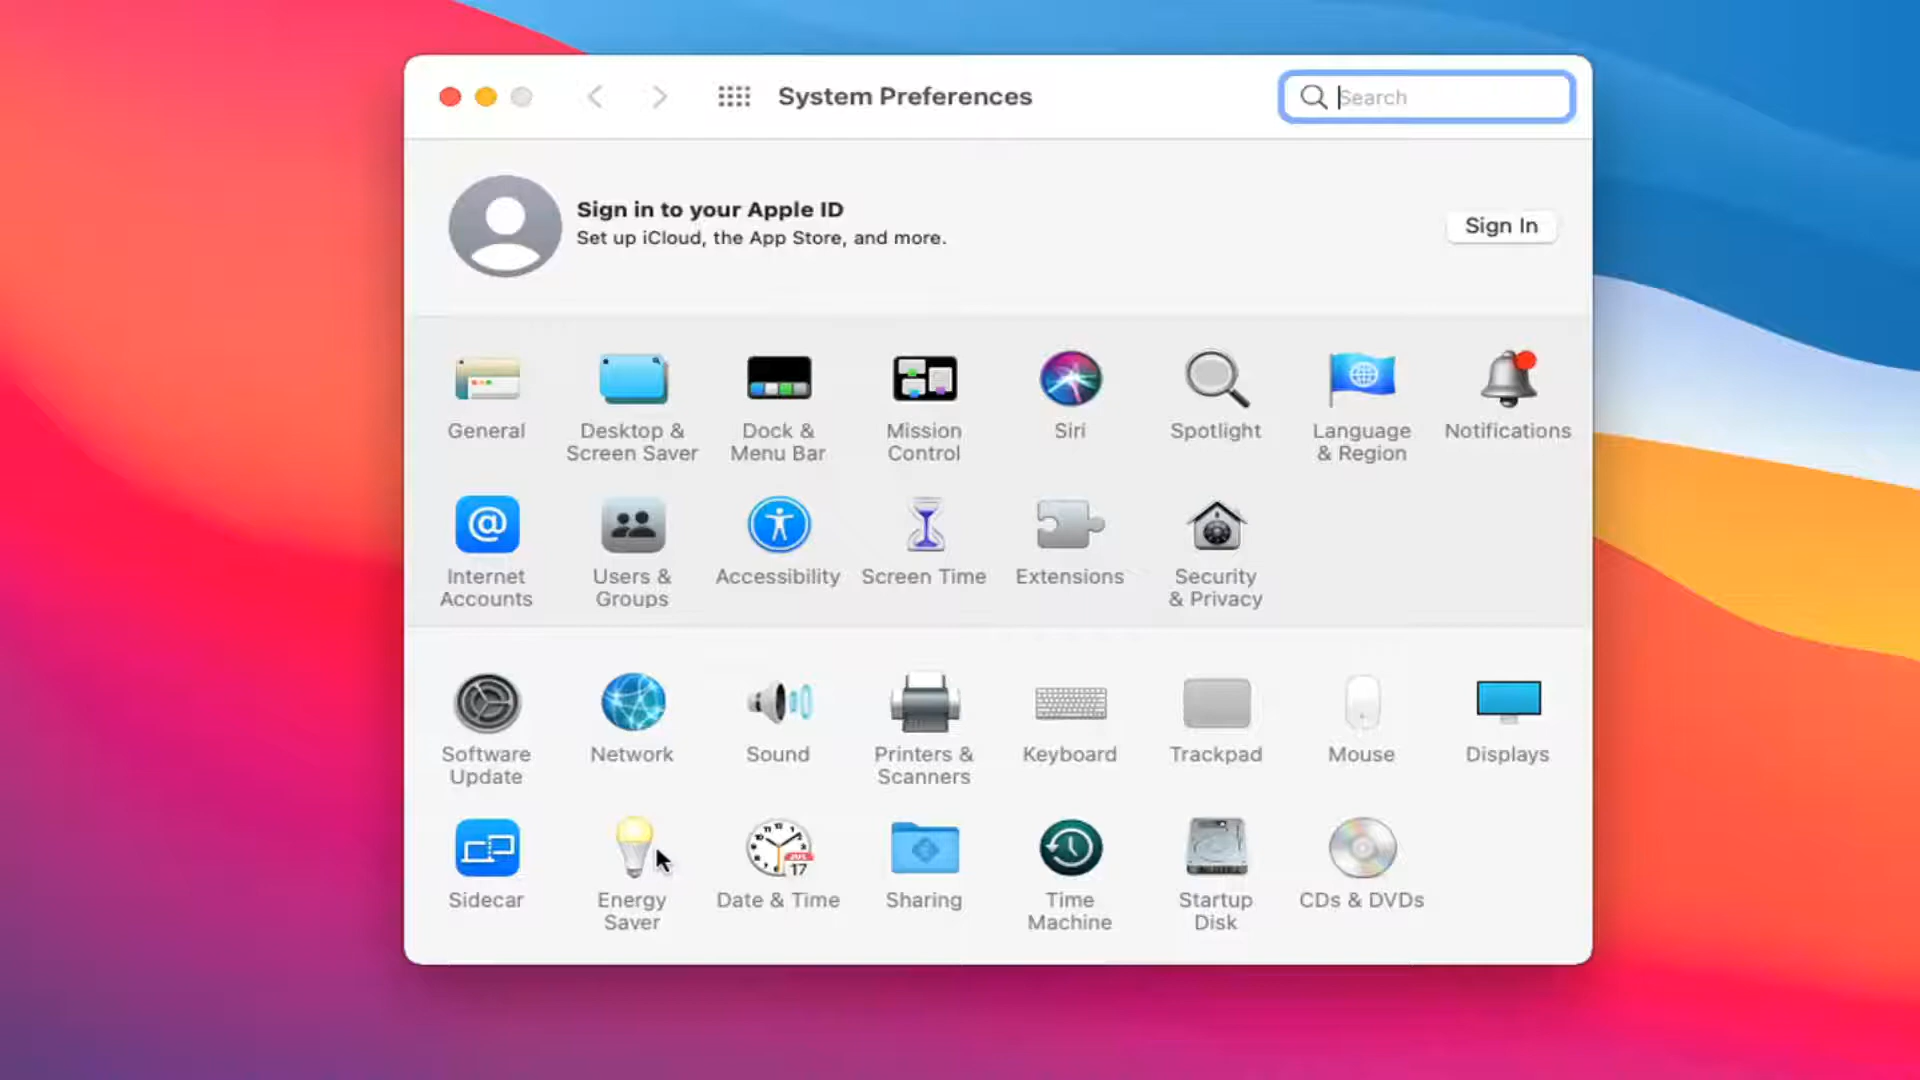 System Preferences
Search
Sign in to your Apple ID
Set up iCloud, the App Store, and more.
Sign In
General
Desktop &
Screen Saver
Dock &
Menu Bar
Mission
Control
Siri
Spotlight
Language
& Region
Notifications
Internet
Accounts
Users &
Groups
Accessibility
Screen Time
Extensions
Security
& Privacy
Software
Update
Network
Sound
Printers &
Scanners
Keyboard
Trackpad
Mouse
Displays
Sidecar
Energy
Saver
JUL
17
Date & Time
Sharing
Time
Machine
Startup
Disk
CDs & DVDs